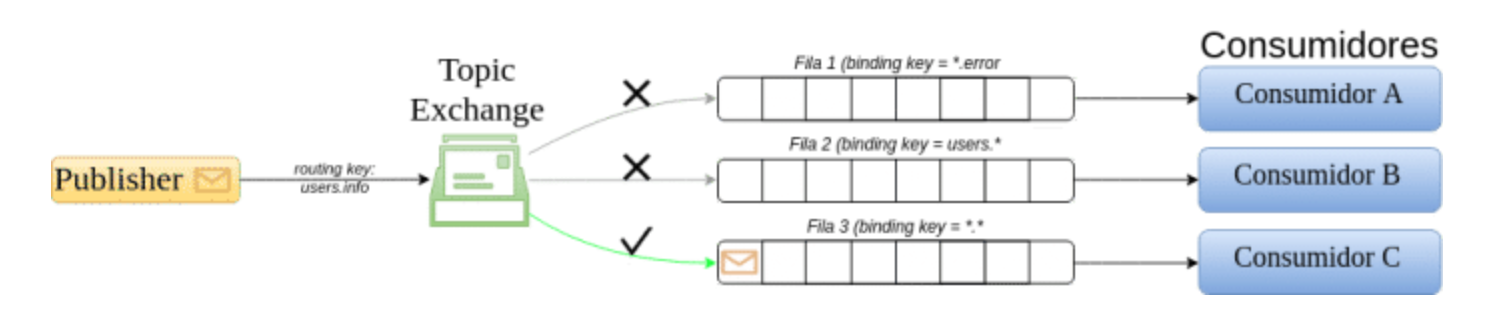 Consumidores
Topic
Exchange
Fila 1 (binding key = *.error
Consumidor A
Publisher
routing key:
users.info
Fila 2 (binding key = users.*
Consumidor B
Fila 3 (binding key = *.*
Consumidor C